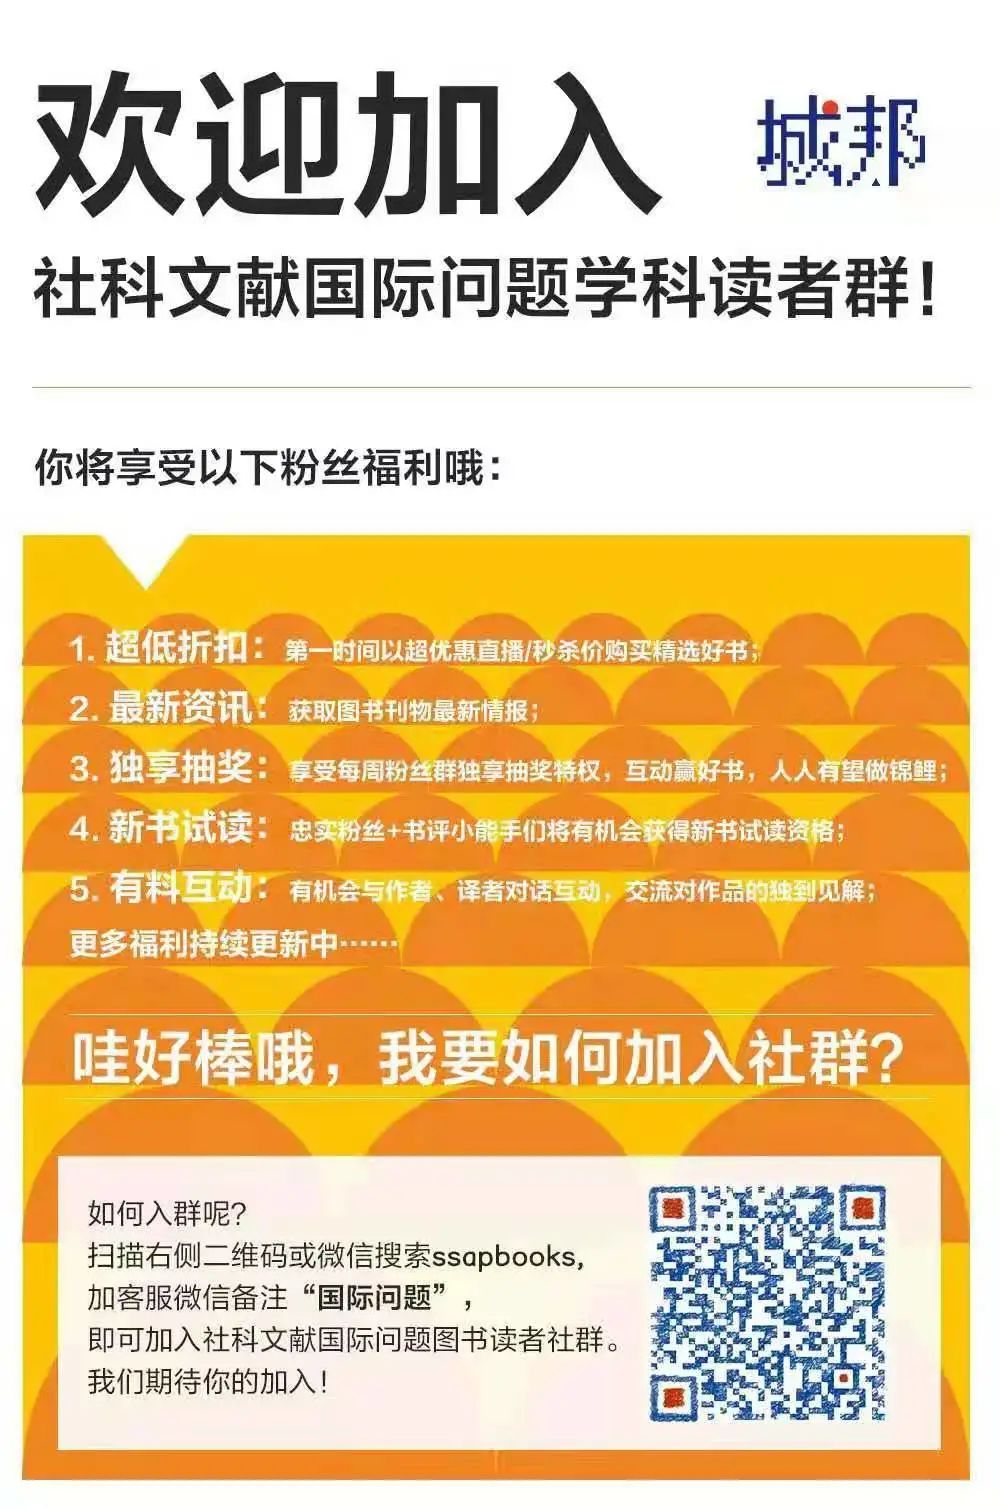 欢迎加入
城邦
社科文献国际问题学科读者群！
你将享受以下粉丝福利哦：
1. 超低折扣：第一时间以超优惠直播/秒杀价购买精选好书；
2. 最新资讯：获取图书刊物最新情报；
3. 独享抽奖：享受每周粉丝群独享抽奖特权，互动赢好书，人人有望做锦鲤；
4. 新书试读：忠实粉丝+书评小能手们将有机会获得新书试读资格；
5. 有料互动：有机会与作者、译者对话互动，交流对作品的独到见解；
更多福利持续更新中……
哇好棒哦，我要如何加入社群？
如何入群呢？
扫描右侧二维码或微信搜索ssapbooks,
加客服微信备注“国际问题”，
即可加入社科文献国际问题图书读者社群。
我们期待你的加入！